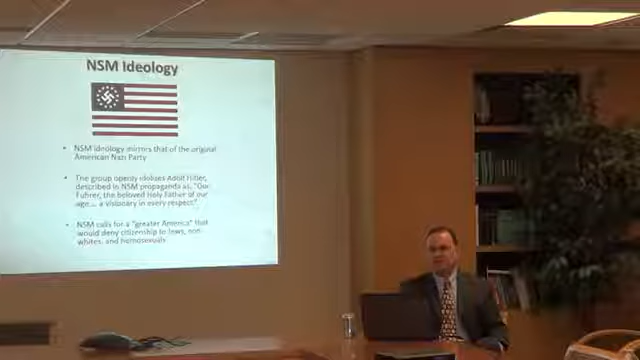 NSM Ideology
• NSM ideology mirrors that of the original
American Nazi Party
• The group openly idolizes Adolf Hitler,
described in NSM propaganda as, "Our
Fuhrer, the beloved Holy Father of our
age… a visionary in every respect"
• NSM calls for a "greater America" that
would deny citizenship to Jews, non-
whites, and homosexuals